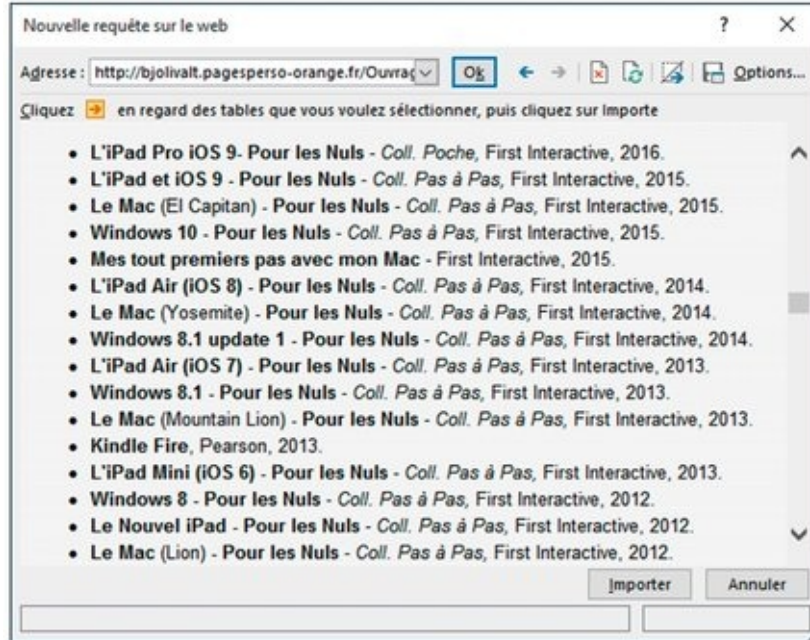 Nouvelle requête sur le web ? ×
Adresse : http://bjolivalt.pagesperso-orange.fr/Ouvrag Ok Options...
Cliquez en regard des tables que vous voulez sélectionner, puis cliquez sur Importe
• L'iPad Pro iOS 9- Pour les Nuls - Coll. Poche, First Interactive, 2016.
• L'iPad et iOS 9 - Pour les Nuls - Coll. Pas à Pas, First Interactive, 2015.
• Le Mac (El Capitan) - Pour les Nuls - Coll. Pas à Pas, First Interactive, 2015.
• Windows 10 - Pour les Nuls - Coll. Pas à Pas, First Interactive, 2015.
• Mes tout premiers pas avec mon Mac - First Interactive, 2015.
• L'iPad Air (iOS 8) - Pour les Nuls - Coll. Pas à Pas, First Interactive, 2014.
• Le Mac (Yosemite) - Pour les Nuls - Coll. Pas à Pas, First Interactive, 2014.
• Windows 8.1 update 1 - Pour les Nuls - Coll. Pas à Pas, First Interactive, 2014.
• L'iPad Air (iOS 7) - Pour les Nuls - Coll. Pas à Pas, First Interactive, 2013.
• Windows 8.1 - Pour les Nuls - Coll. Pas à Pas, First Interactive, 2013.
• Le Mac (Mountain Lion) - Pour les Nuls - Coll. Pas à Pas, First Interactive, 2013.
• Kindle Fire, Pearson, 2013.
• L'iPad Mini (iOS 6) - Pour les Nuls - Coll. Pas à Pas, First Interactive, 2013.
• Windows 8 - Pour les Nuls - Coll. Pas à Pas, First Interactive, 2012.
• Le Nouvel iPad - Pour les Nuls - Coll. Pas à Pas, First Interactive, 2012.
• Le Mac (Lion) - Pour les Nuls - Coll. Pas à Pas, First Interactive, 2012.
Importer Annuler